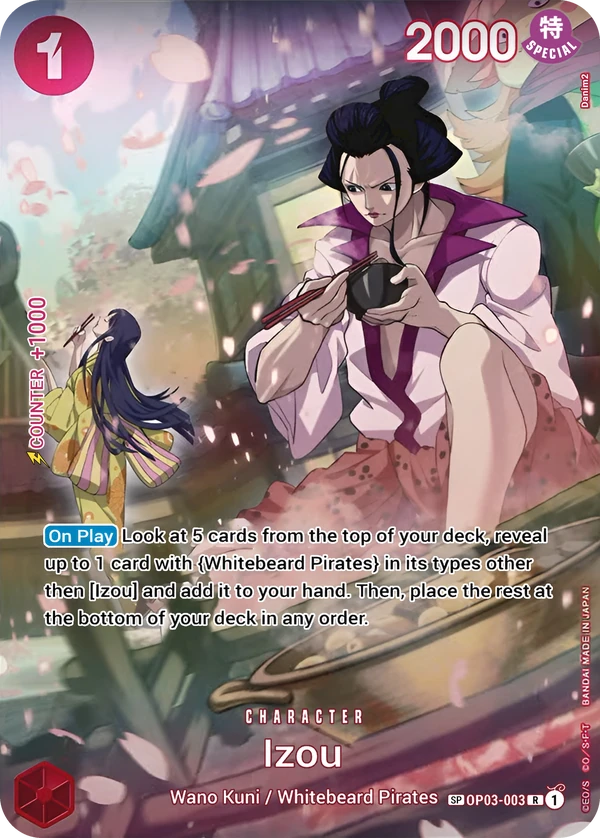 1
2000
特
SPECIAL
Danim2
COUNTER +1000
On Play Look at 5 cards from the top of your deck, reveal
up to 1 card with {Whitebeard Pirates} in its types other
then [Izou] and add it to your hand. Then, place the rest at
the bottom of your deck in any order.
CHARACTER
Izou
Wano Kuni / Whitebeard Pirates
SP OP03-003 R 1
©EO/S ©O/S・F・T BANDAI MADE IN JAPAN